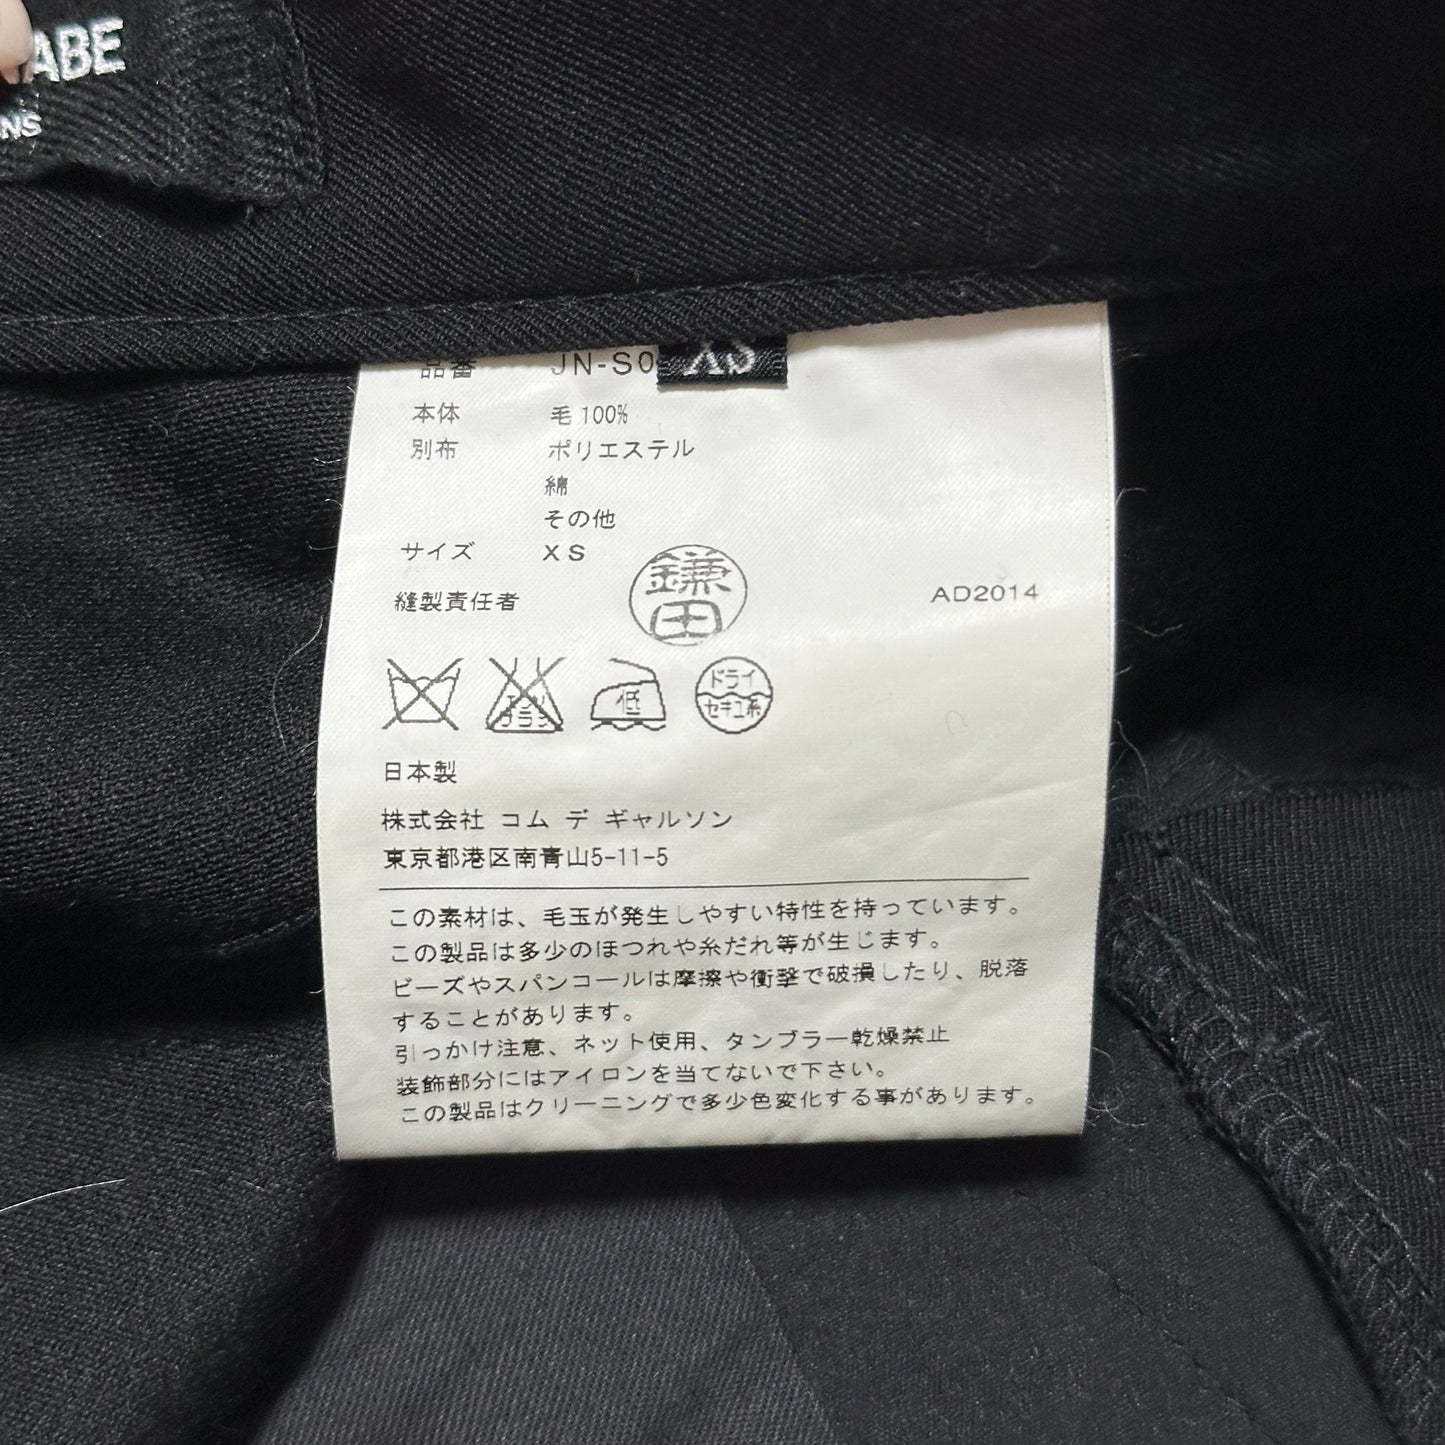 ABE
NS
品番 JN-S0 XS
本体 毛 100%
別布 ポリエステル
綿
その他
サイズ XS
縫製責任者 鎌田 AD2014
エンソサラシ 低 ドライ セキユ系
日本製
株式会社 コム デ ギャルソン
東京都港区南青山5-11-5
この素材は、毛玉が発生しやすい特性を持っています。
この製品は多少のほつれや糸だれ等が生じます。
ビーズやスパンコールは摩擦や衝撃で破損したり、脱落
することがあります。
引っかけ注意、ネット使用、タンブラー乾燥禁止
装飾部分にはアイロンを当てないで下さい。
この製品はクリーニングで多少色変化する事があります。